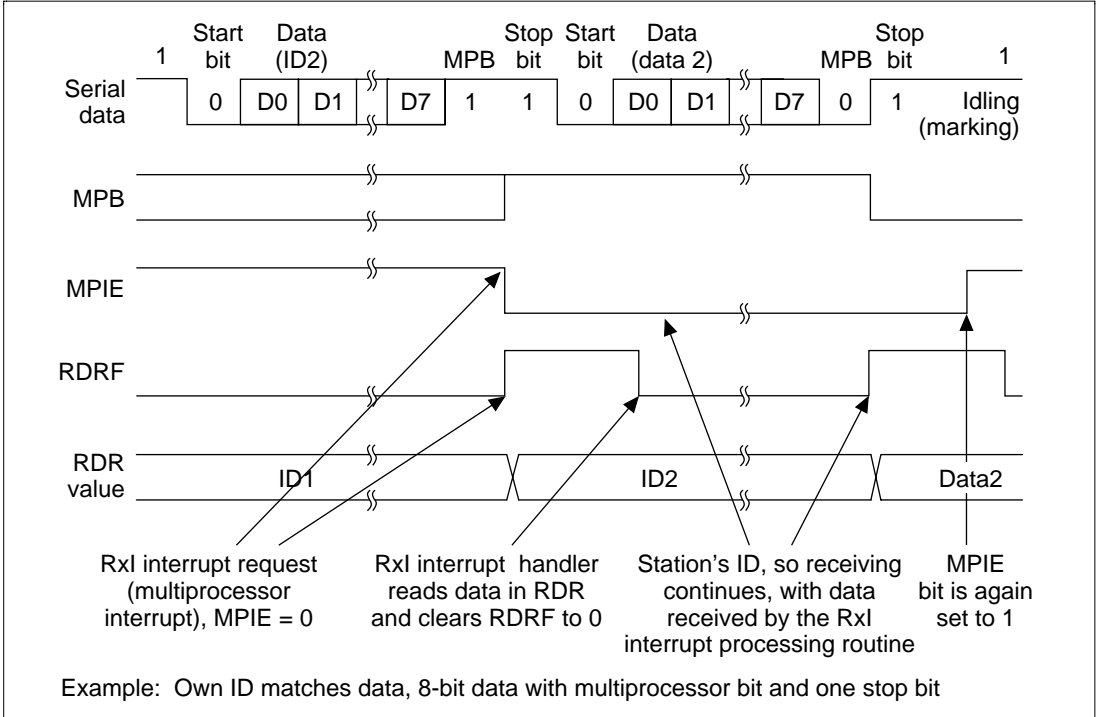 Start Data Stop Start Data Stop
1 bit (ID2) MPB bit bit (data 2) MPB bit 1
Serial data 0 D0 D1 D7 1 1 0 D0 D1 D7 0 1 Idling (marking)
MPB
MPIE
RDRF
RDR value ID1 ID2 Data2
RxI interrupt request
(multiprocessor
interrupt), MPIE = 0
RxI interrupt handler
reads data in RDR
and clears RDRF to 0
Station's ID, so receiving
continues, with data
received by the RxI
interrupt processing routine
MPIE
bit is again
set to 1
Example: Own ID matches data, 8-bit data with multiprocessor bit and one stop bit